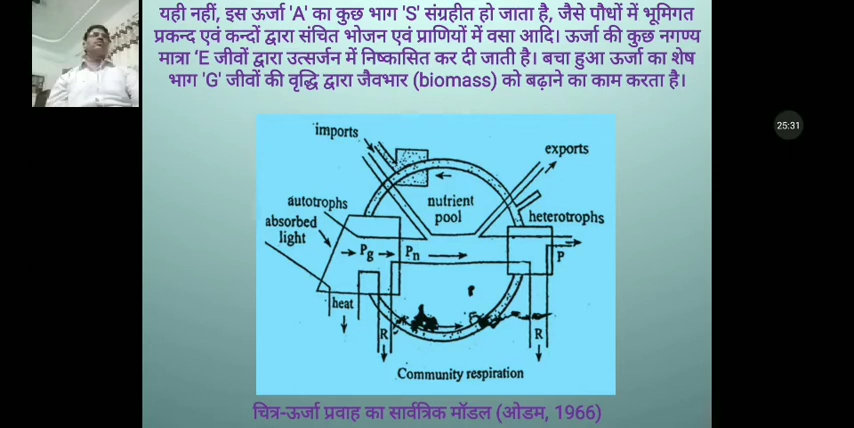 यही नहीं, इस ऊर्जा 'A' का कुछ भाग 'S' संग्रहीत हो जाता है, जैसे पौधों में भूमिगत
प्रकन्द एवं कन्दों द्वारा संचित भोजन एवं प्राणियों में वसा आदि। ऊर्जा की कुछ नगण्य
मात्रा 'E जीवों द्वारा उत्सर्जन में निष्कासित कर दी जाती है। बचा हुआ ऊर्जा का शेष
भाग 'G' जीवों की वृद्धि द्वारा जैवभार (biomass) को बढ़ाने का काम करता है।
25:31
imports
exports
autotrophs
nutrient
pool
heterotrophs
absorbed
light
Pg
Pn
P
heat
R
R
Community respiration
चित्र-ऊर्जा प्रवाह का सार्वत्रिक मॉडल (ओडम, 1966)